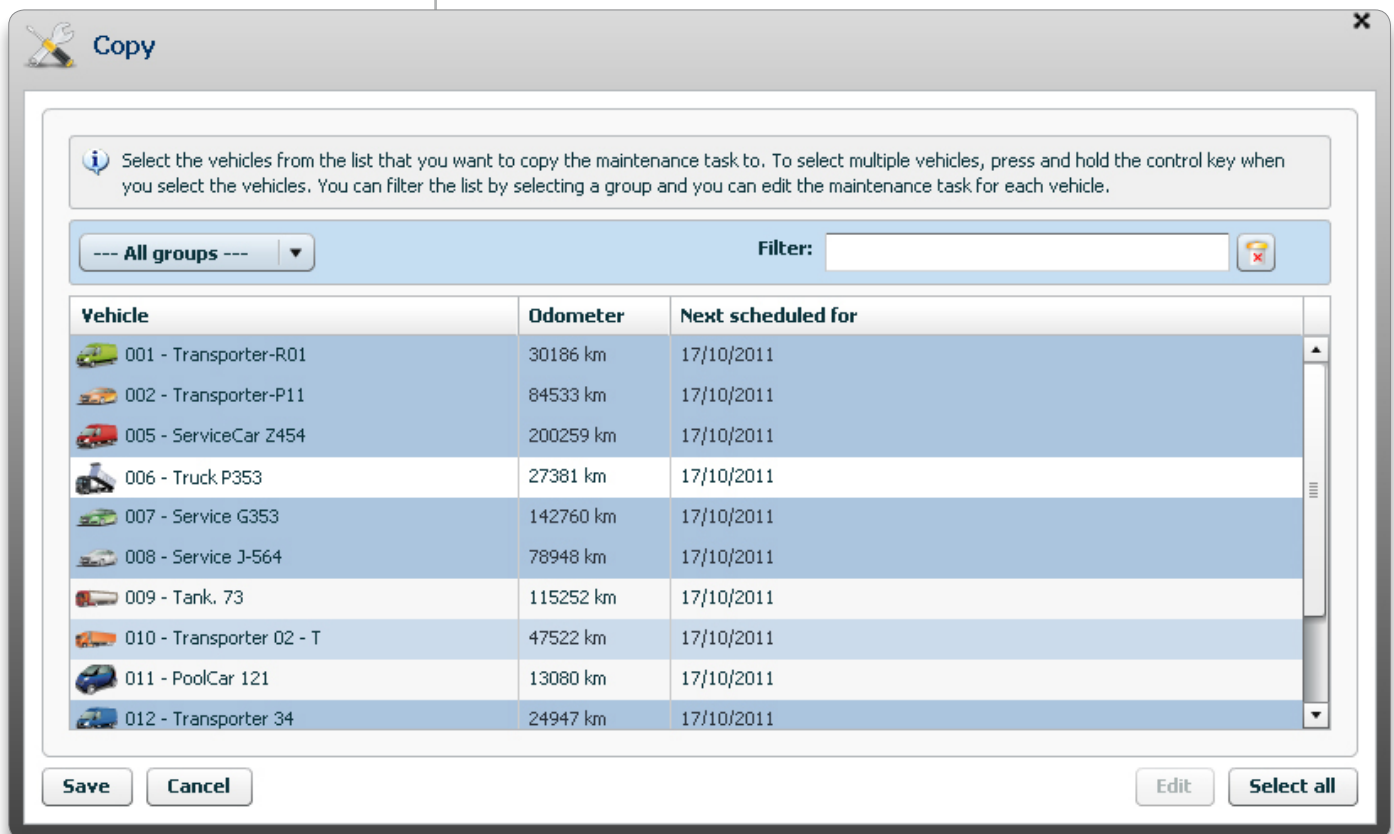 Copy
Select the vehicles from the list that you want to copy the maintenance task to. To select multiple vehicles, press and hold the control key when
you select the vehicles. You can filter the list by selecting a group and you can edit the maintenance task for each vehicle.
--- All groups --- Filter:
Vehicle Odometer Next scheduled for
001 - Transporter-R01 30186 km 17/10/2011
002 - Transporter-P11 84533 km 17/10/2011
005 - ServiceCar Z454 200259 km 17/10/2011
006 - Truck P353 27381 km 17/10/2011
007 - Service G353 142760 km 17/10/2011
008 - Service J-564 78948 km 17/10/2011
009 - Tank. 73 115252 km 17/10/2011
010 - Transporter 02 - T 47522 km 17/10/2011
011 - PoolCar 121 13080 km 17/10/2011
012 - Transporter 34 24947 km 17/10/2011
Save Cancel Edit Select all